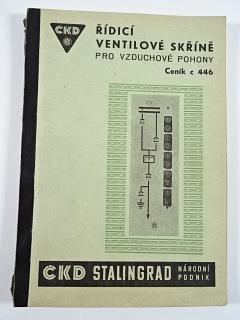 ČKD
ŘÍDICÍ
VENTILOVÉ SKŘÍNĚ
PRO VZDUCHOVÉ POHONY
Ceník c 446
ČKD STALINGRAD NÁRODNÍ
PODNIK